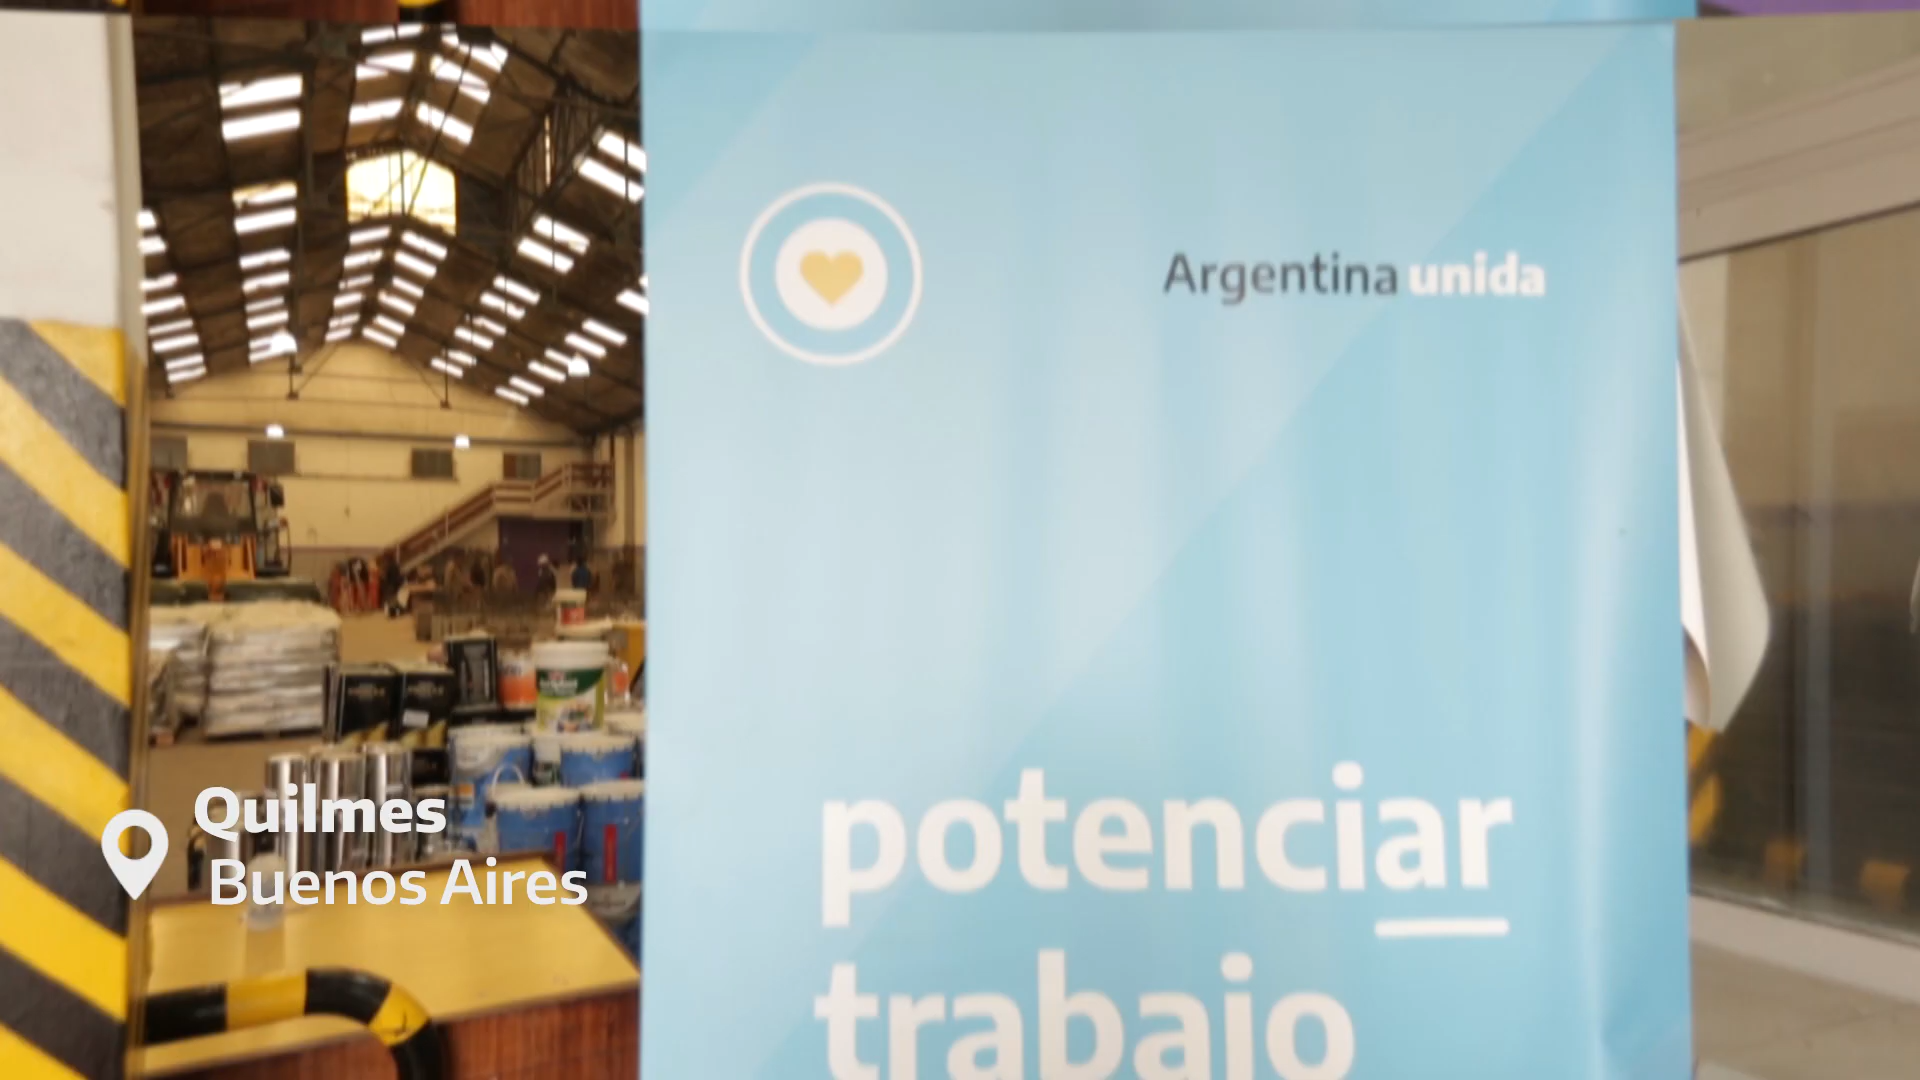 Argentina unida
potenciar
trabajo
Quilmes
Buenos Aires